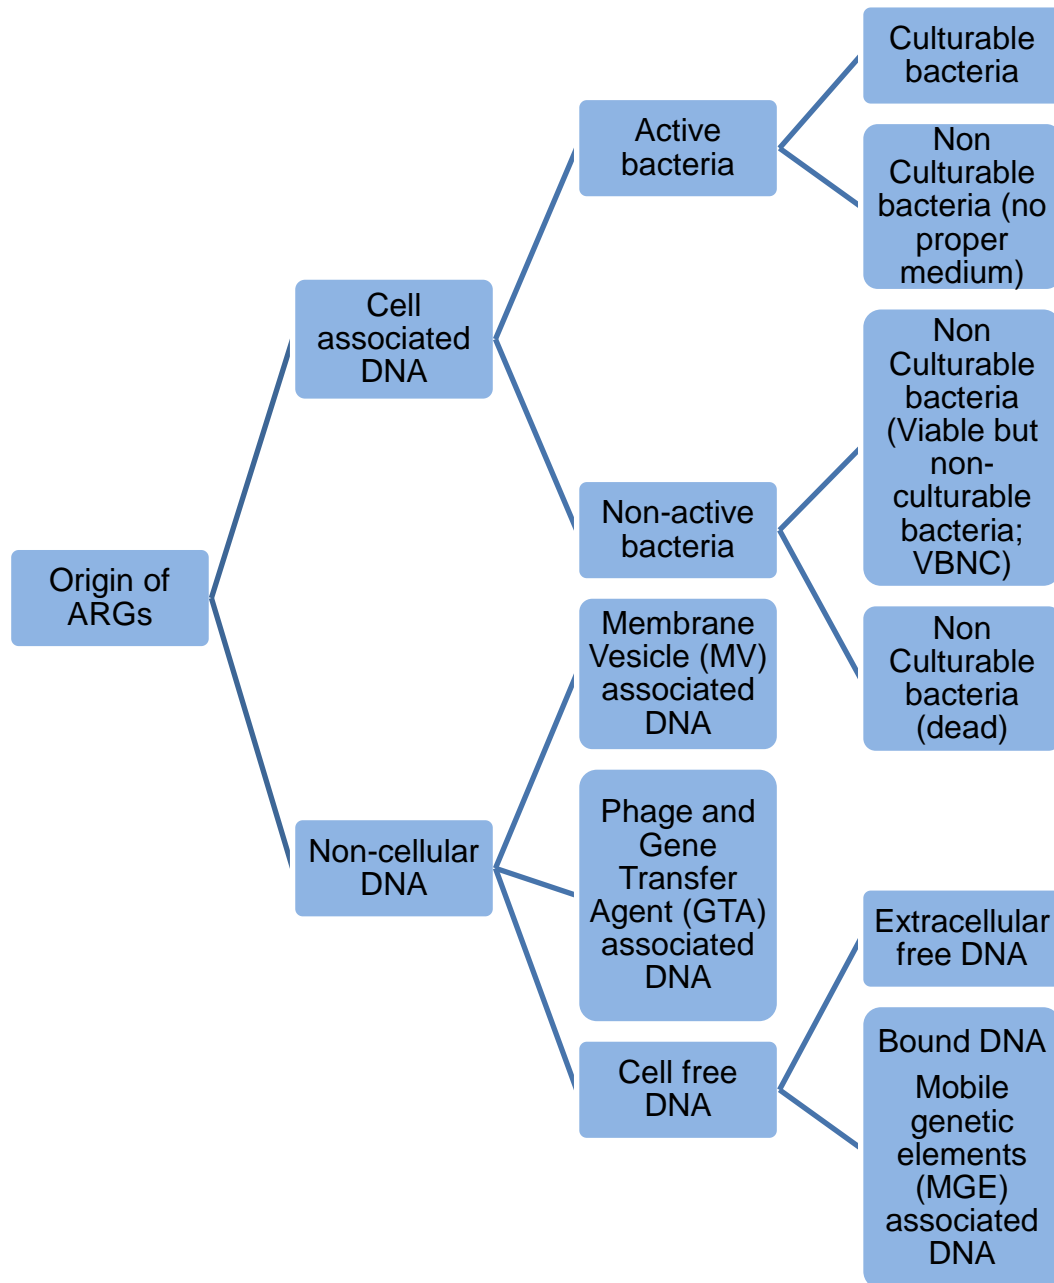 Origin of
ARGs
Cell
associated
DNA
Active
bacteria
Culturable
bacteria
Non
Culturable
bacteria (no
proper
medium)
Non-active
bacteria
Non
Culturable
bacteria
(Viable but
non-
culturable
bacteria;
VBNC)
Non
Culturable
bacteria
(dead)
Non-cellular
DNA
Membrane
Vesicle (MV)
associated
DNA
Phage and
Gene
Transfer
Agent (GTA)
associated
DNA
Cell free
DNA
Extracellular
free DNA
Bound DNA
Mobile
genetic
elements
(MGE)
associated
DNA